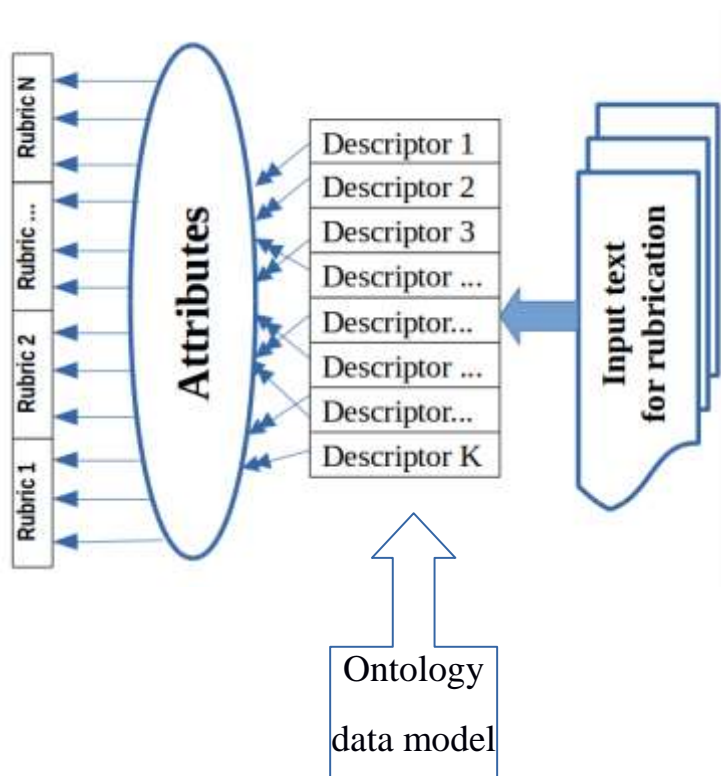 Rubric N
Rubric ...
Rubric 2
Rubric 1
Attributes
Descriptor 1
Descriptor 2
Descriptor 3
Descriptor ...
Descriptor...
Descriptor ...
Descriptor...
Descriptor K
Input text
for rubrication
Ontology
data model